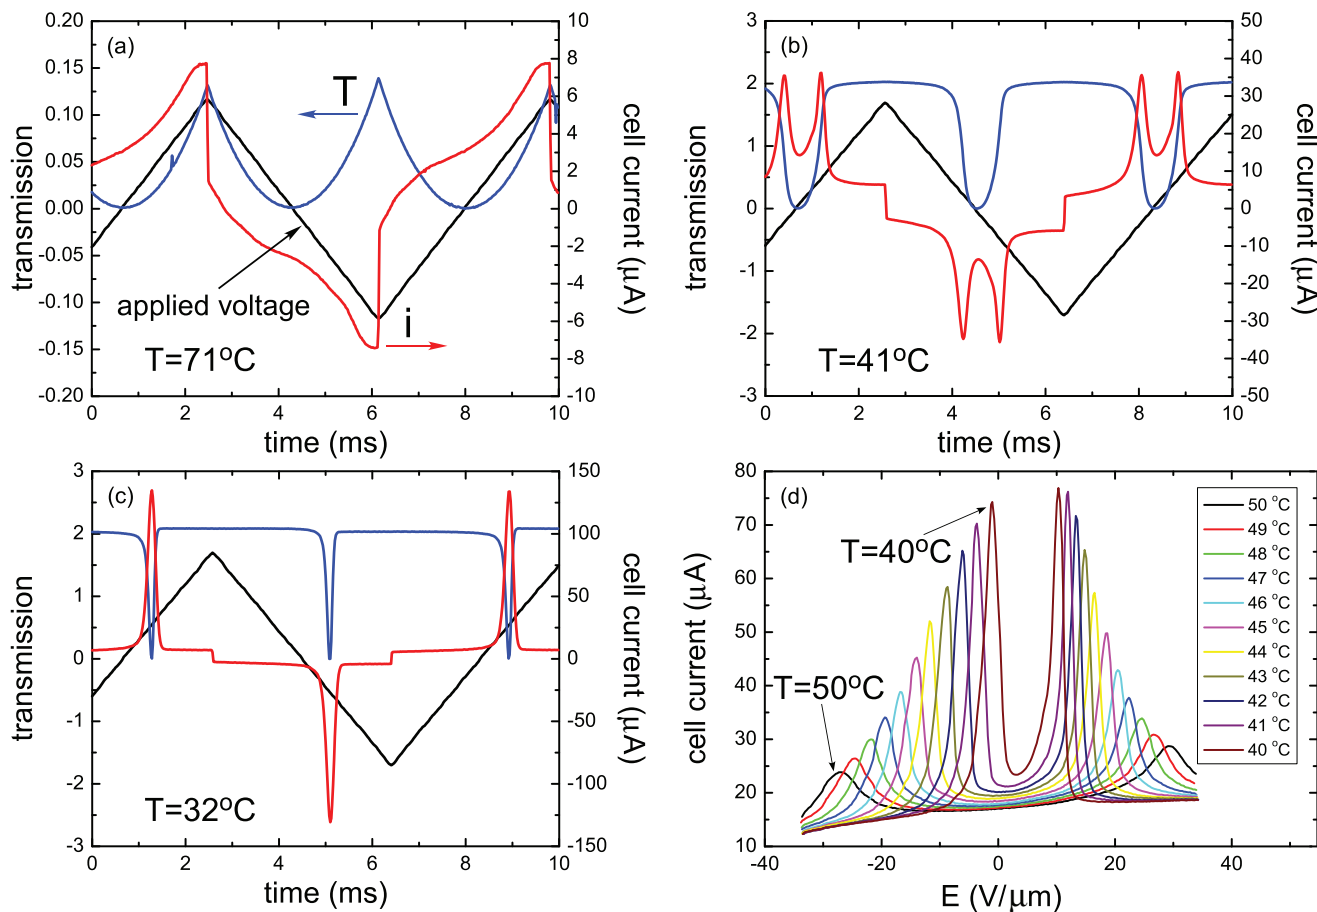 (a)
T
applied voltage
i
T=71°C
0.20
0.15
0.10
0.05
0.00
-0.05
-0.10
-0.15
-0.20
transmission
10
8
6
4
2
0
-2
-4
-6
-8
-10
cell current (μA)
0 2 4 6 8 10
time (ms)
(b)
T=41°C
3
2
1
0
-1
-2
-3
transmission
50
40
30
20
10
0
-10
-20
-30
-40
-50
cell current (μA)
0 2 4 6 8 10
time (ms)
(c)
T=32°C
3
2
1
0
-1
-2
-3
transmission
150
100
50
0
-50
-100
-150
cell current (μA)
0 2 4 6 8 10
time (ms)
(d)
T=40°C
T=50°C
80
70
60
50
40
30
20
10
cell current (μA)
50 °C
49 °C
48 °C
47 °C
46 °C
45 °C
44 °C
43 °C
42 °C
41 °C
40 °C
-40 -20 0 20 40
E (V/μm)